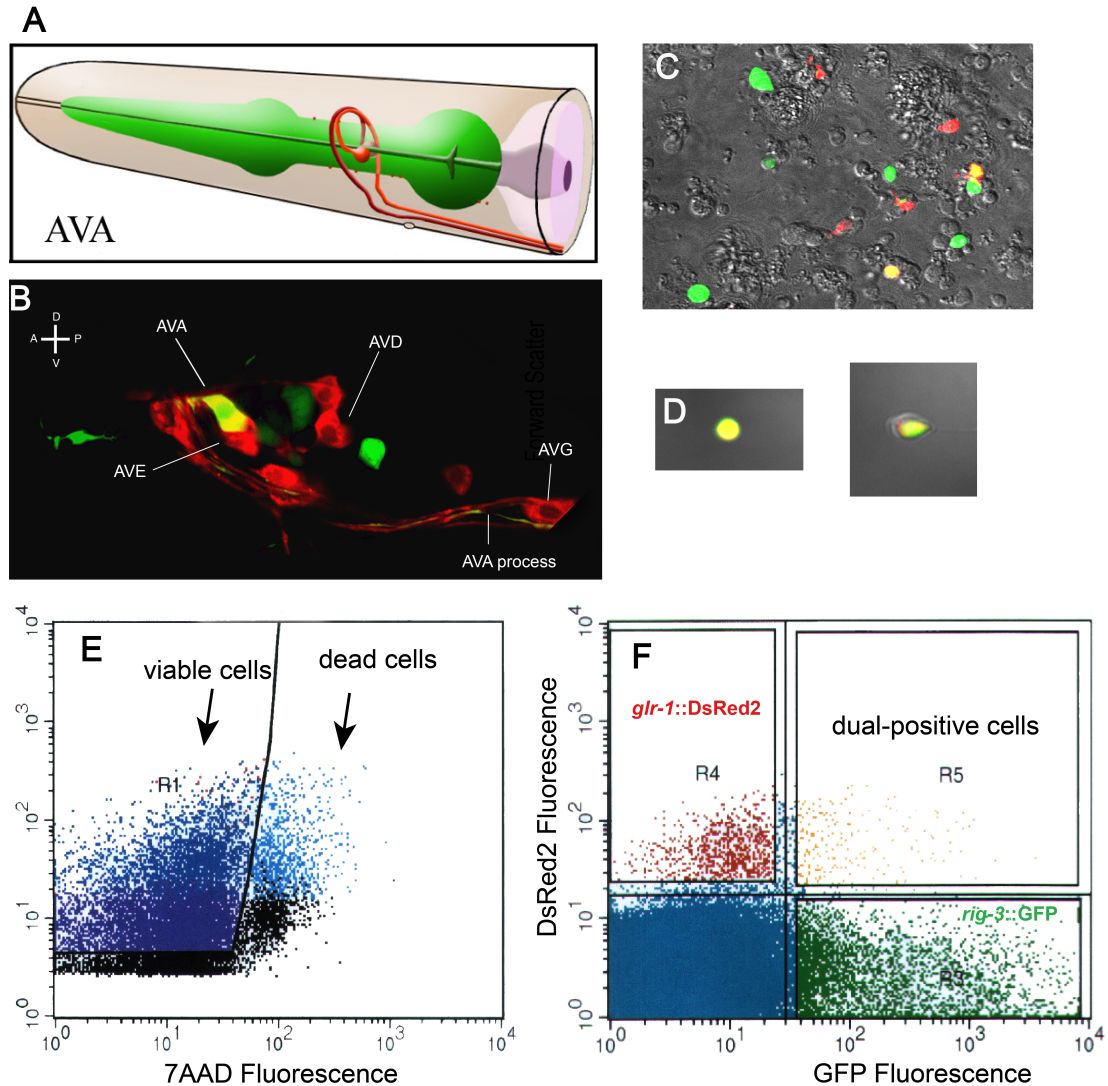 A
AVA
B
D
A
P
V
AVA
AVD
AVE
AVG
AVA process
Forward Scatter
C
D
E
viable cells
dead cells
R1
10^4
10^3
10^2
10^1
10^0
10^0
10^1
10^2
10^3
10^4
7AAD Fluorescence
F
DsRed2 Fluorescence
glr-1::DsRed2
dual-positive cells
R4
R5
rig-3::GFP
R3
10^4
10^3
10^2
10^1
10^0
10^0
10^1
10^2
10^3
10^4
GFP Fluorescence